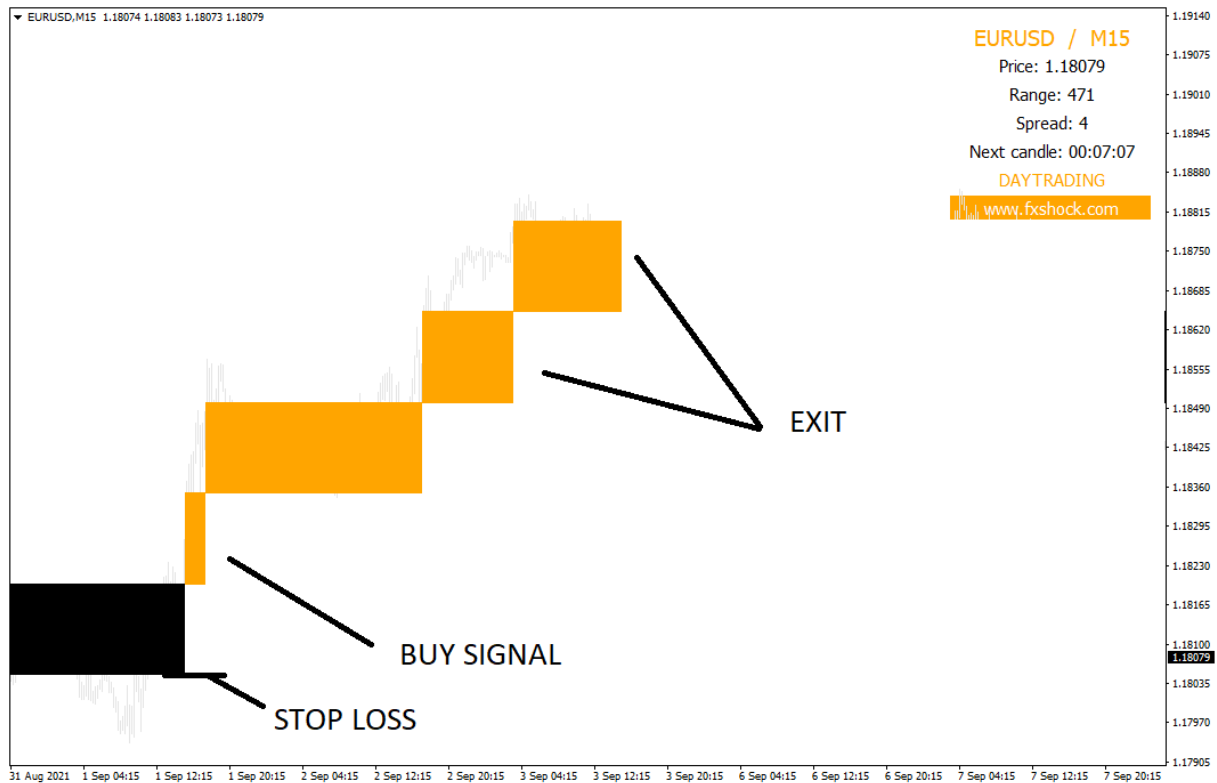 EURUSD,M15 1.18074 1.18083 1.18073 1.18079
EURUSD / M15
Price: 1.18079
Range: 471
Spread: 4
Next candle: 00:07:07
DAYTRADING
www.fxshock.com
EXIT
BUY SIGNAL
STOP LOSS
1.19140
1.19075
1.19010
1.18945
1.18880
1.18815
1.18750
1.18685
1.18620
1.18555
1.18490
1.18425
1.18360
1.18295
1.18230
1.18165
1.18100
1.18079
1.18035
1.17970
1.17905
31 Aug 2021 1 Sep 04:15 1 Sep 12:15 1 Sep 20:15 2 Sep 04:15 2 Sep 12:15 2 Sep 20:15 3 Sep 04:15 3 Sep 12:15 3 Sep 20:15 6 Sep 04:15 6 Sep 12:15 6 Sep 20:15 7 Sep 04:15 7 Sep 12:15 7 Sep 20:15